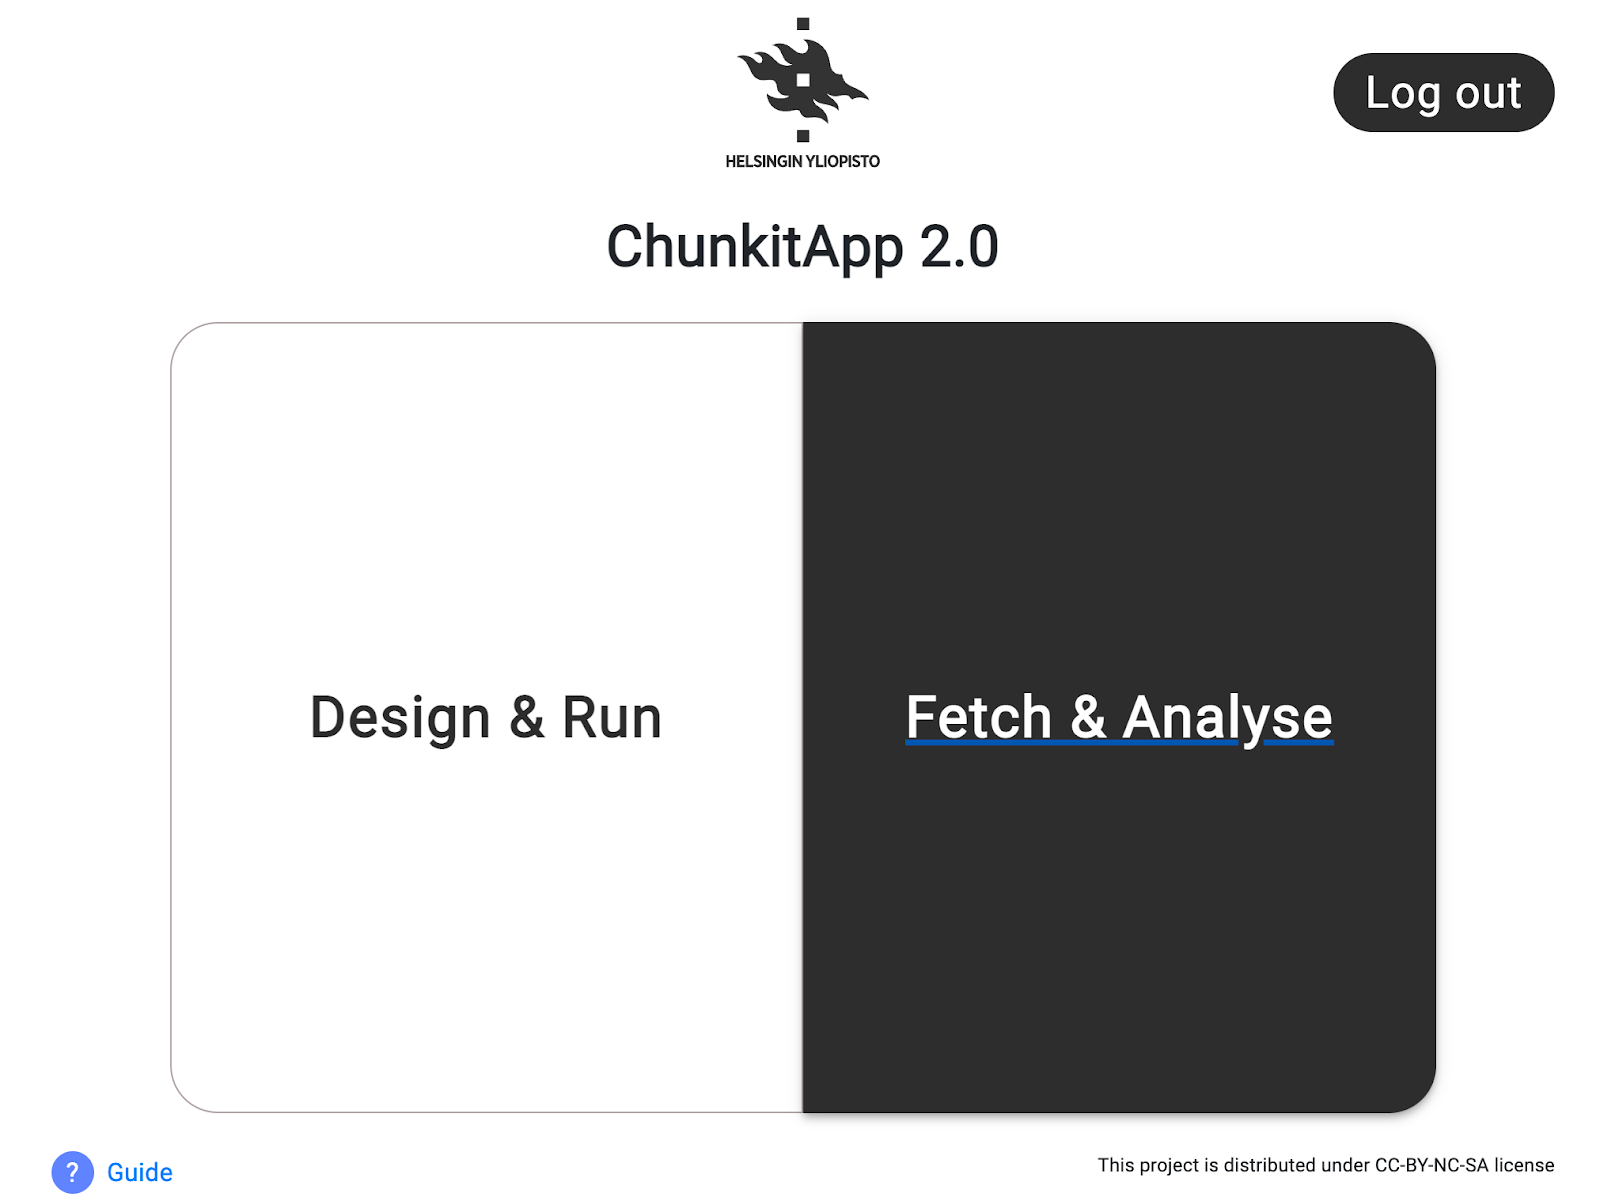 HELSINGIN YLIOPISTO
Log out
ChunkitApp 2.0
Design & Run
Fetch & Analyse
? Guide
This project is distributed under CC-BY-NC-SA license